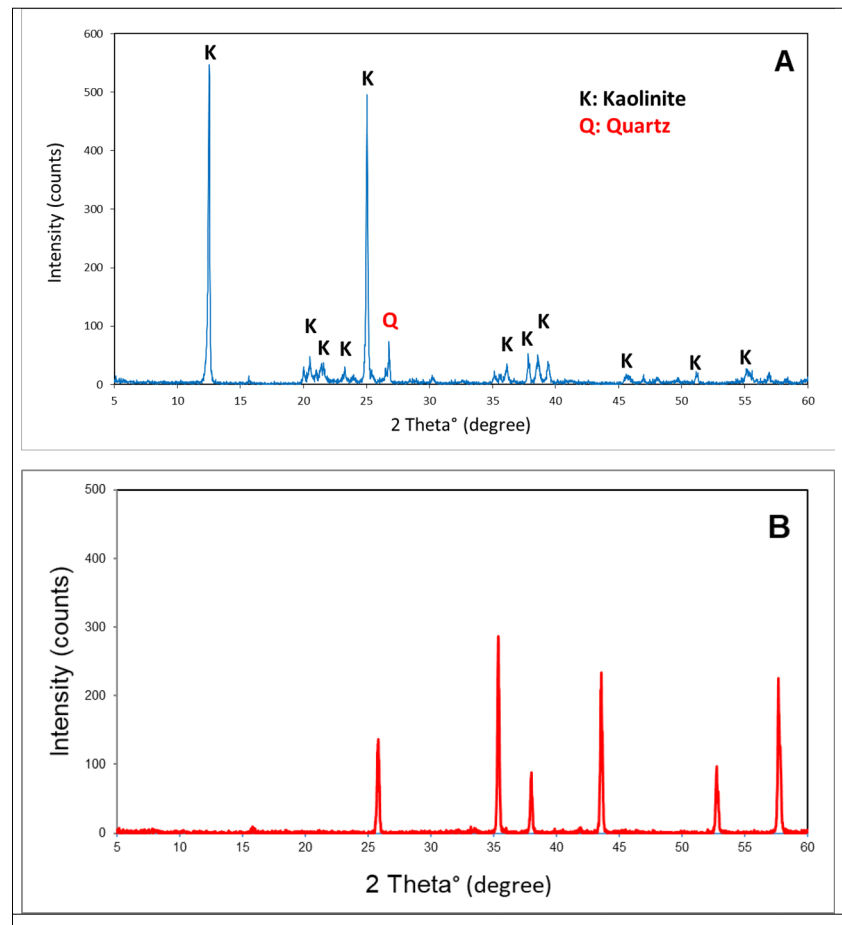 A
K
K
K: Kaolinite
Q: Quartz
Q
K
K
K
K
K
K
K
K
K
Intensity (counts)
600
500
400
300
200
100
0
5 10 15 20 25 30 35 40 45 50 51 60
2 Theta° (degree)
B
Intensity (counts)
500
400
300
200
100
0
5 10 15 20 25 30 35 40 45 50 55 60
2 Theta° (degree)